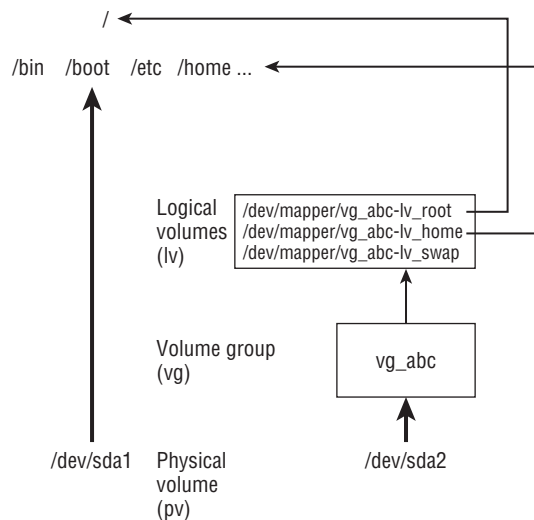 /
/bin /boot /etc /home ...
Logical
volumes
(lv)
/dev/mapper/vg_abc-lv_root
/dev/mapper/vg_abc-lv_home
/dev/mapper/vg_abc-lv_swap
Volume group
(vg)
vg_abc
/dev/sda1
Physical
volume
(pv)
/dev/sda2